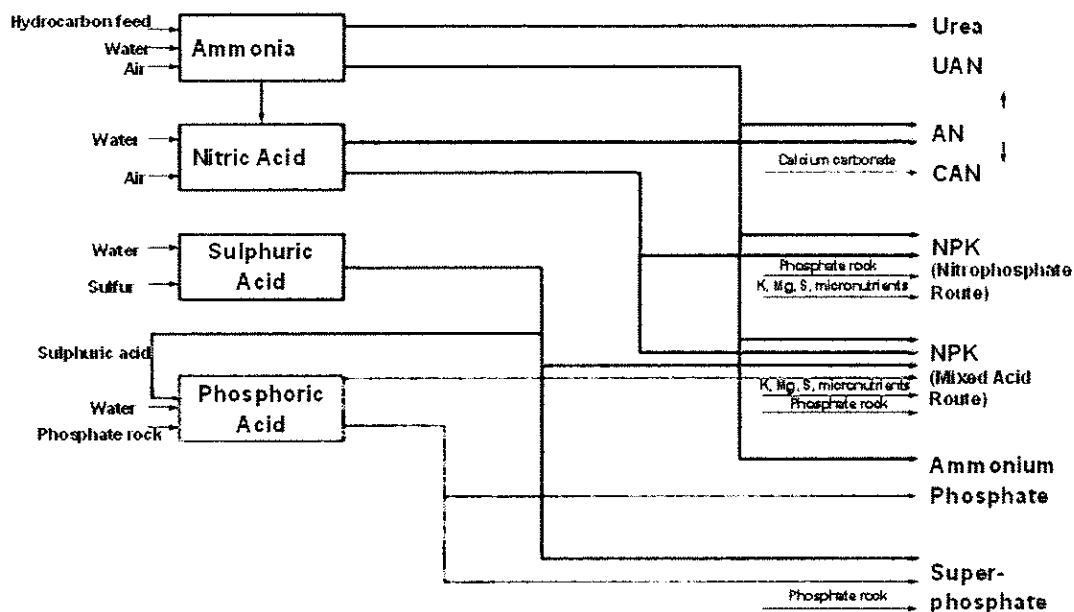 Hydrocarbon feed
Water
Air
Ammonia
Urea
UAN
Water
Air
Nitric Acid
AN
Calcium carbonate
CAN
Water
Sulfur
Sulphuric
Acid
NPK
(Nitrophosphate
Route)
Phosphate rock
K, Mg, S, micronutrients
Sulphuric acid
Water
Phosphate rock
Phosphoric
Acid
NPK
(Mixed Acid
Route)
K, Mg, S, micronutrients
Phosphate rock
Ammonium
Phosphate
Super-
phosphate
Phosphate rock